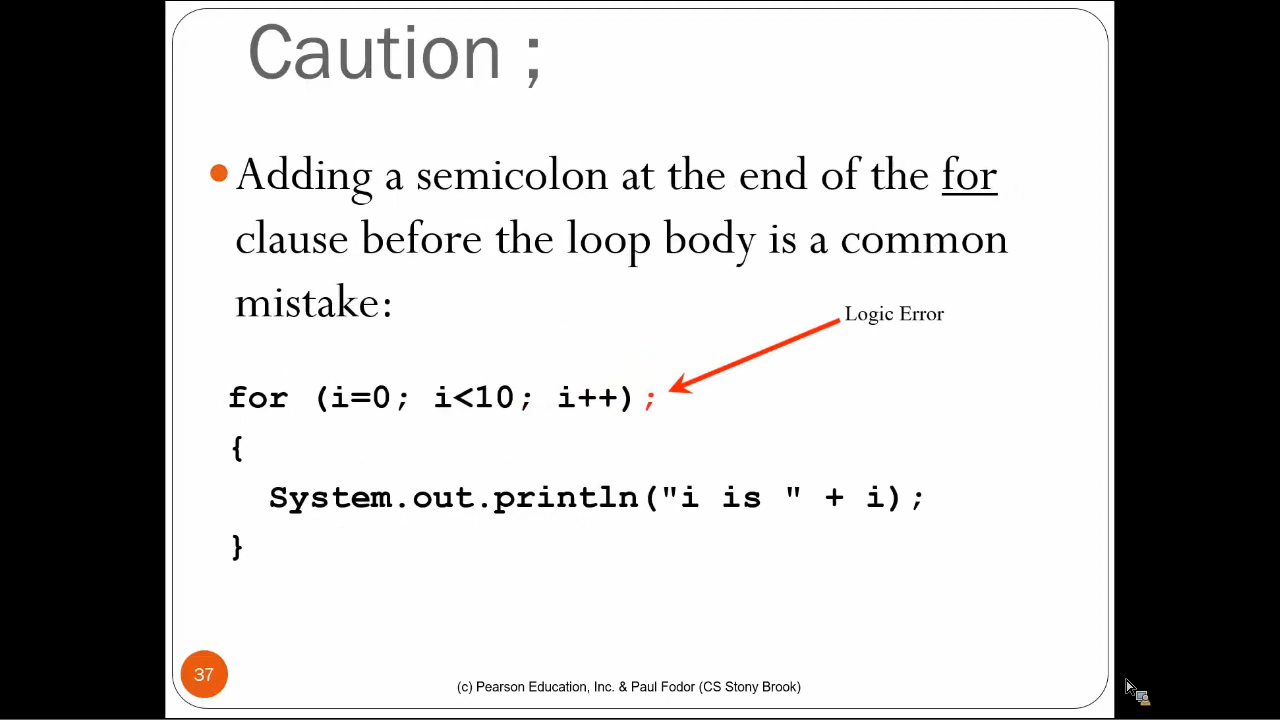 Caution ;
Adding a semicolon at the end of the for
clause before the loop body is a common
mistake:
Logic Error
for (i=0; i<10; i++);
{
System.out.println("i is " + i);
}
37
(c) Pearson Education, Inc. & Paul Fodor (CS Stony Brook)